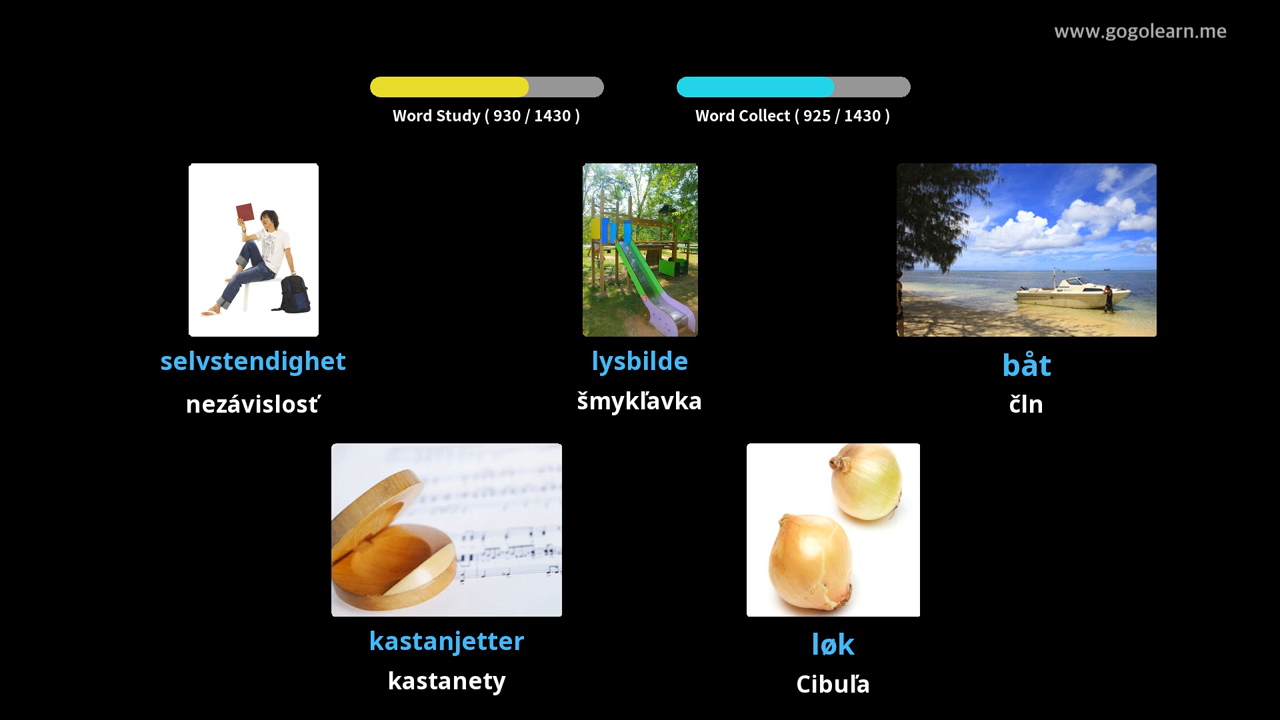 www.gogolearn.me
Word Study ( 930 / 1430 )
Word Collect ( 925 / 1430 )
selvstendighet
nezávislosť
lysbilde
šmykľavka
båt
čln
kastanjetter
kastanety
løk
Cibuľa